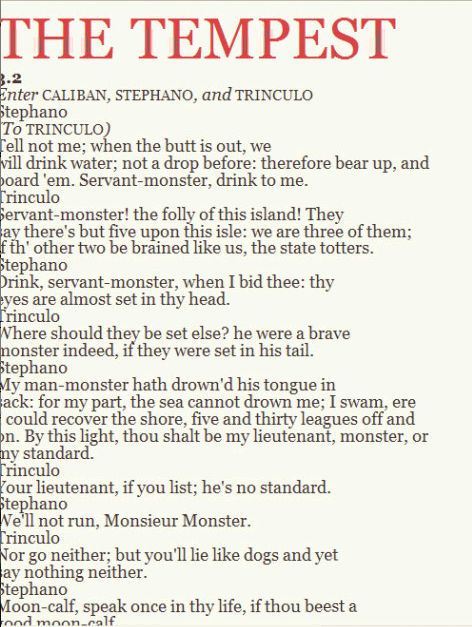 THE TEMPEST
3.2
Enter CALIBAN, STEPHANO, and TRINCULO
Stephano
(To TRINCULO)
Tell not me; when the butt is out, we
will drink water; not a drop before: therefore bear up, and
board 'em. Servant-monster, drink to me.
Trinculo
Servant-monster! the folly of this island! They
say there's but five upon this isle: we are three of them;
if th' other two be brained like us, the state totters.
Stephano
Drink, servant-monster, when I bid thee: thy
eyes are almost set in thy head.
Trinculo
Where should they be set else? he were a brave
monster indeed, if they were set in his tail.
Stephano
My man-monster hath drown'd his tongue in
sack: for my part, the sea cannot drown me; I swam, ere
I could recover the shore, five and thirty leagues off and
on. By this light, thou shalt be my lieutenant, monster, or
my standard.
Trinculo
Your lieutenant, if you list; he's no standard.
Stephano
We'll not run, Monsieur Monster.
Trinculo
Nor go neither; but you'll lie like dogs and yet
say nothing neither.
Stephano
Moon-calf, speak once in thy life, if thou beest a
good moon-calf